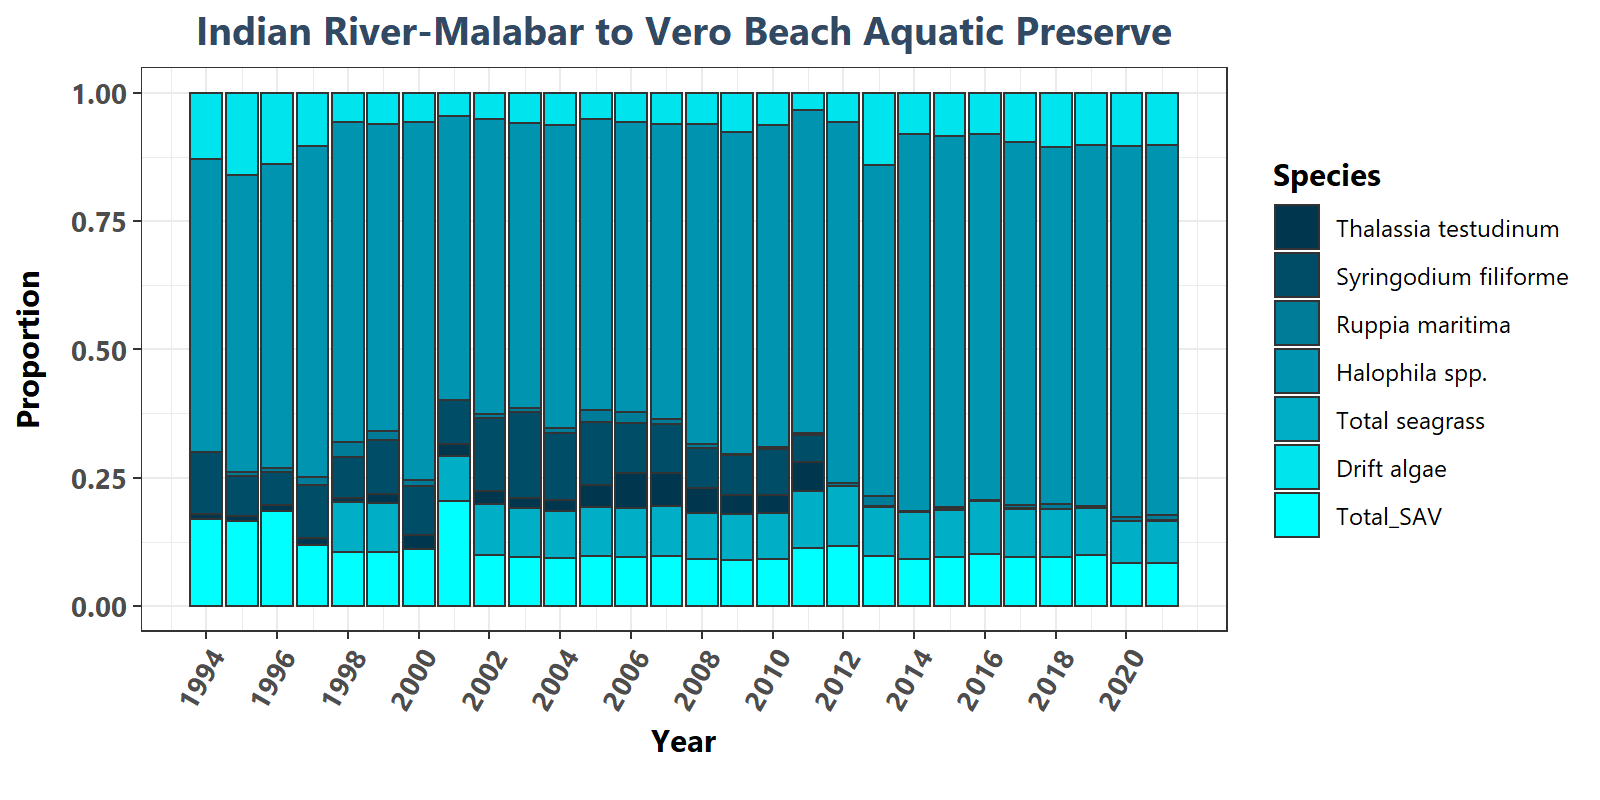 Indian River-Malabar to Vero Beach Aquatic Preserve
1.00
0.75
0.50
0.25
0.00
Proportion
1994
1996
1998
2000
2002
2004
2006
2008
2010
2012
2014
2016
2018
2020
Year
Species
Thalassia testudinum
Syringodium filiforme
Ruppia maritima
Halophila spp.
Total seagrass
Drift algae
Total_SAV